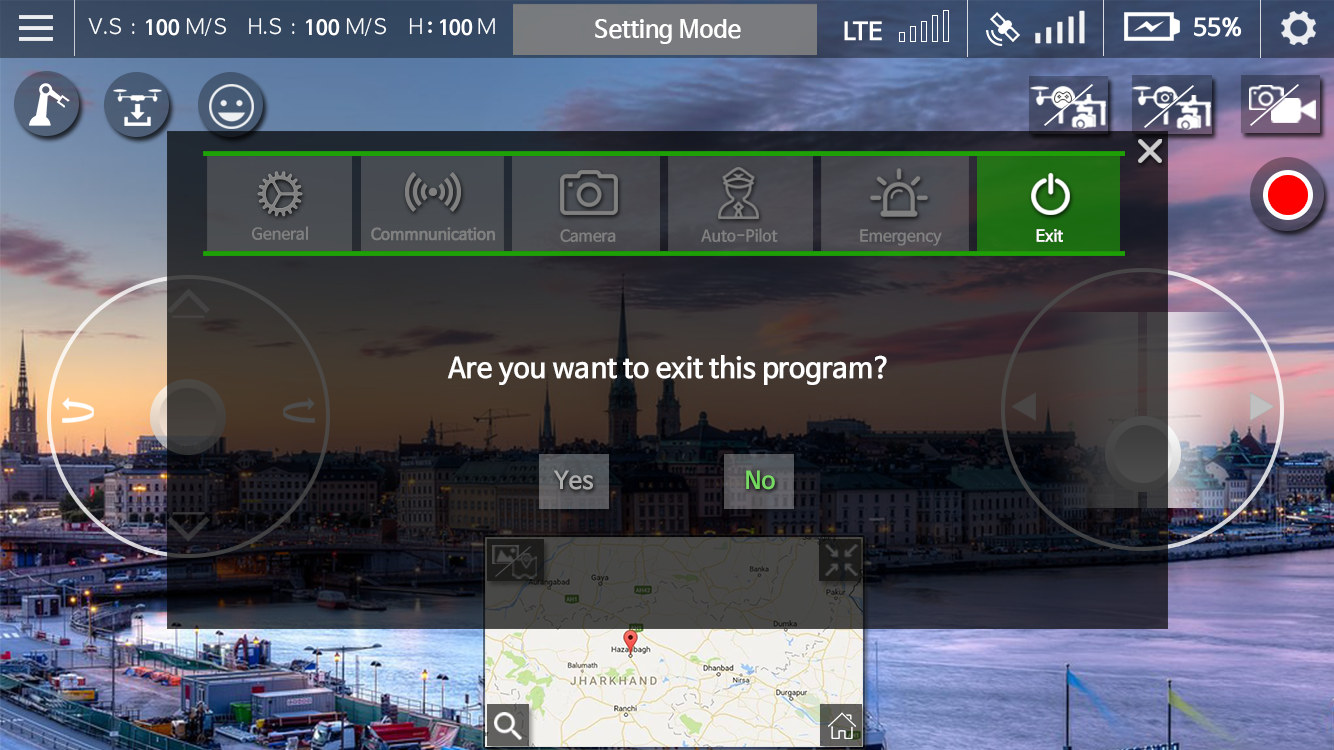 V.S : 100 M/S H.S : 100 M/S H : 100 M
Setting Mode
LTE
55%
General
Commnunication
Camera
Auto-Pilot
Emergency
Exit
Are you want to exit this program?
Yes
No
Gaya
Banka
Pakur
Dumka
Hazaribagh
Balumath
JHARKHAND
Dhanbad
Nirsa
Durgapur
Ranchi